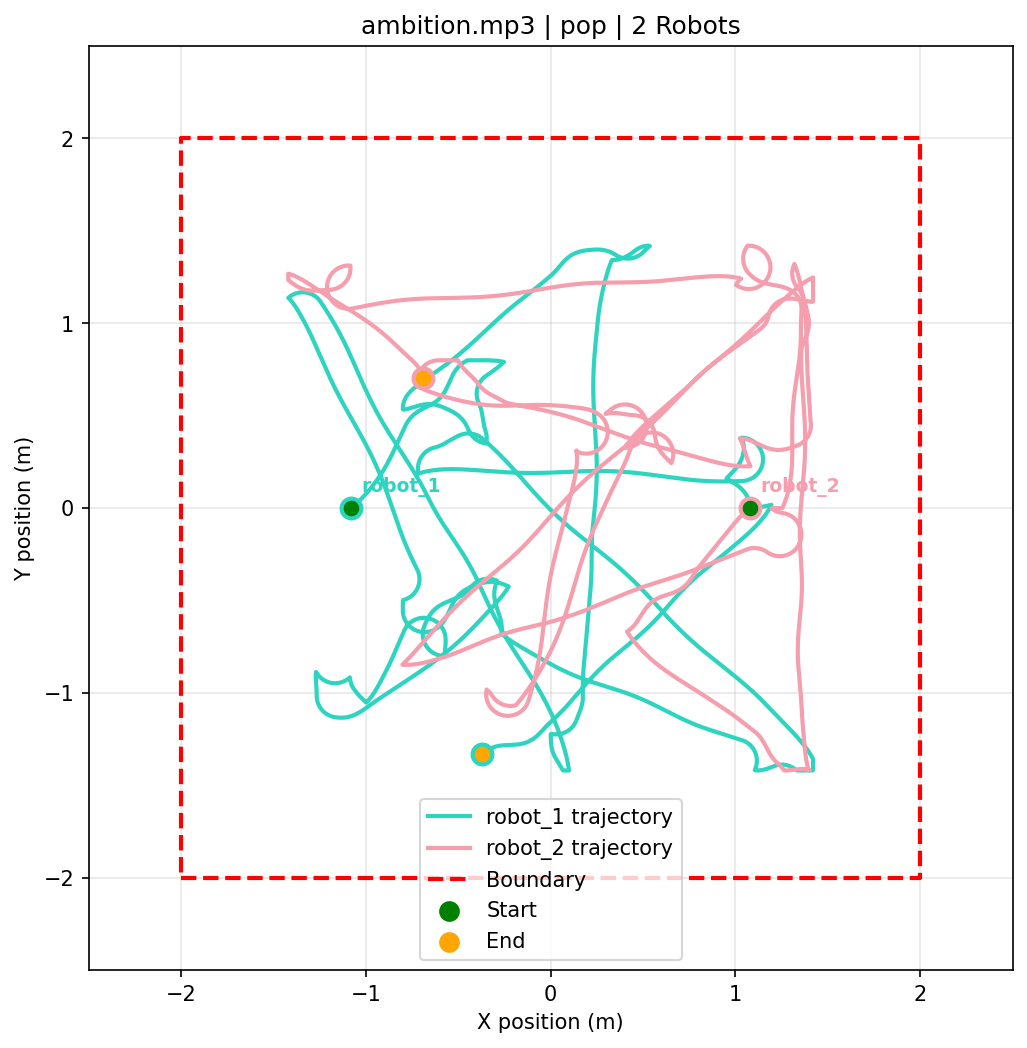 ambition.mp3 | pop | 2 Robots
Y position (m)
2
1
0
−1
−2
robot_1
robot_2
robot_1 trajectory
robot_2 trajectory
Boundary
Start
End
−2 −1 0 1 2
X position (m)